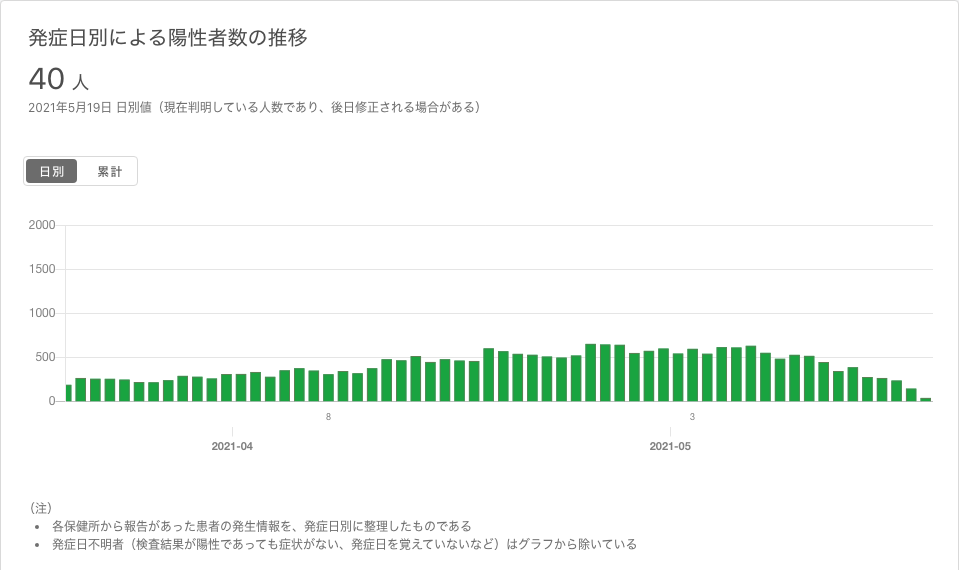 発症日別による陽性者数の推移
40 人
2021年5月19日 日別値（現在判明している人数であり、後日修正される場合がある）
日別 累計
2000
1500
1000
500
0
8 3
2021-04 2021-05
（注）
• 各保健所から報告があった患者の発生情報を、発症日別に整理したものである
• 発症日不明者（検査結果が陽性であっても症状がない、発症日を覚えていないなど）はグラフから除いている